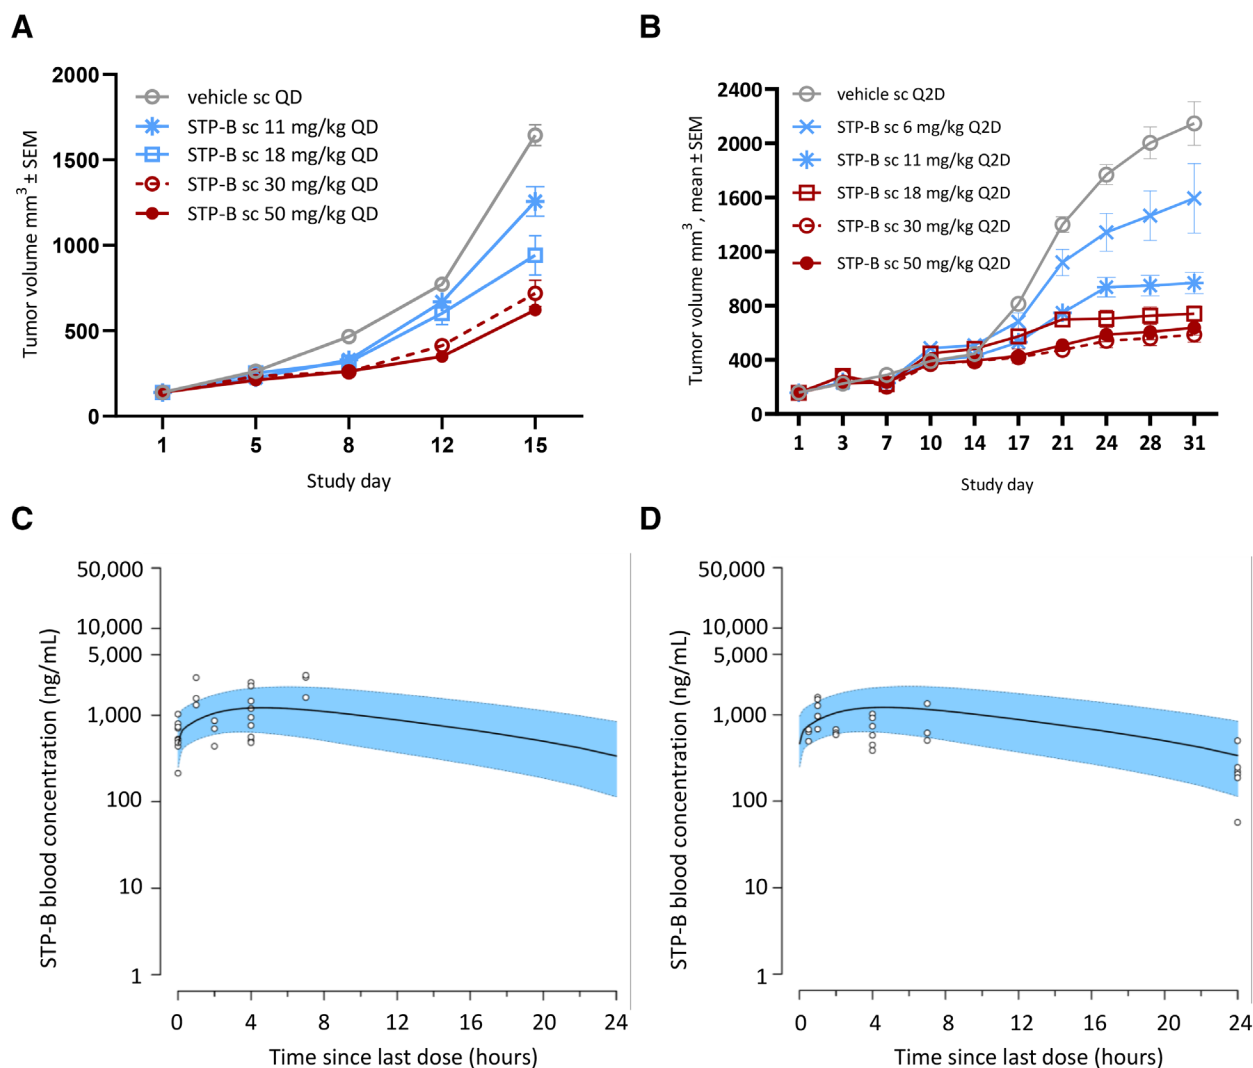 A
Tumor volume mm³ ± SEM
2000
1500
1000
500
0
vehicle sc QD
STP-B sc 11 mg/kg QD
STP-B sc 18 mg/kg QD
STP-B sc 30 mg/kg QD
STP-B sc 50 mg/kg QD
1 5 8 12 15
Study day
B
Tumor volume mm³, mean ± SEM
2400
2000
1600
1200
800
400
0
vehicle sc Q2D
STP-B sc 6 mg/kg Q2D
STP-B sc 11 mg/kg Q2D
STP-B sc 18 mg/kg Q2D
STP-B sc 30 mg/kg Q2D
STP-B sc 50 mg/kg Q2D
1 3 7 10 14 17 21 24 28 31
Study day
C
STP-B blood concentration (ng/mL)
50,000
10,000
5,000
1,000
100
10
1
0 4 8 12 16 20 24
Time since last dose (hours)
D
STP-B blood concentration (ng/mL)
50,000
10,000
5,000
1,000
100
10
1
0 4 8 12 16 20 24
Time since last dose (hours)